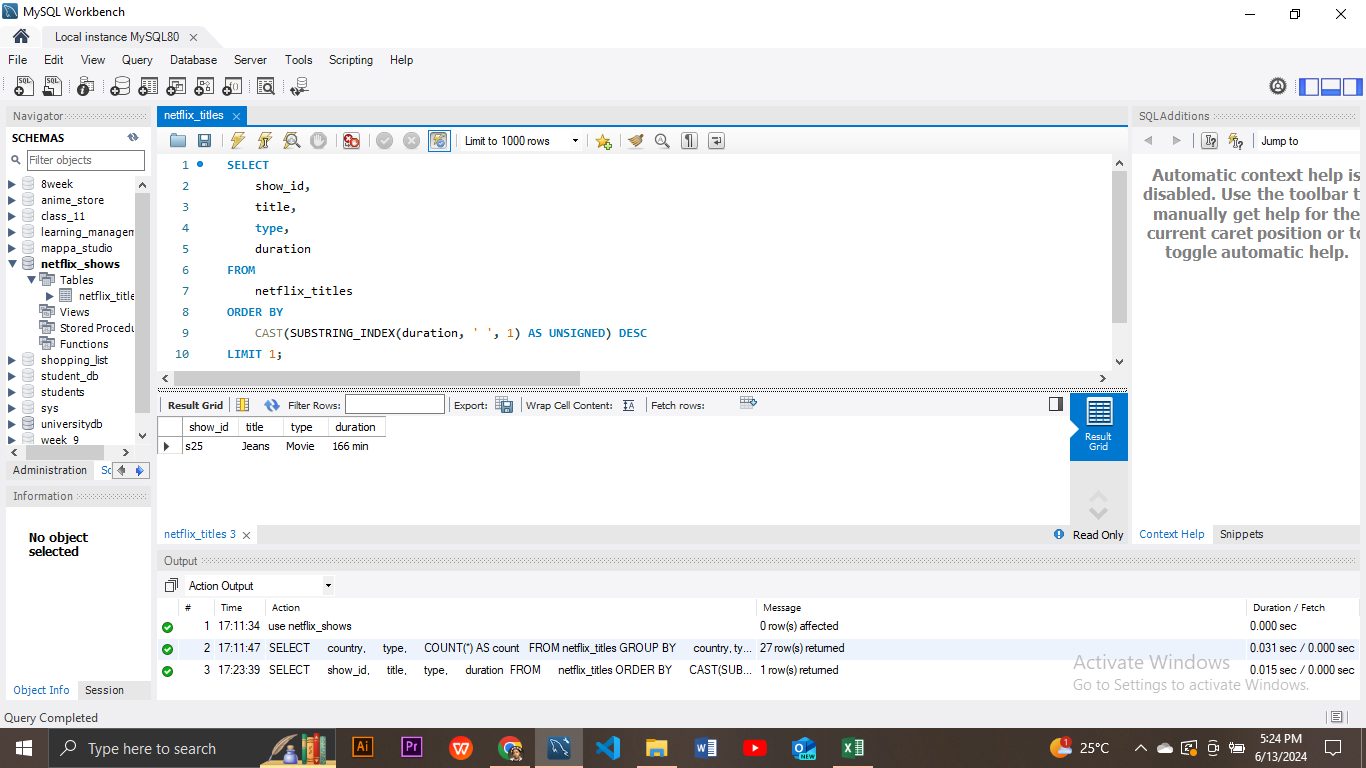 MySQL Workbench
Local instance MySQL80
File Edit View Query Database Server Tools Scripting Help
Navigator
SCHEMAS
Filter objects
8week
anime_store
class_11
learning_managem
mappa_studio
netflix_shows
Tables
netflix_title
Views
Stored Procedu
Functions
shopping_list
student_db
students
sys
universitydb
week_9
Administration Sc
Information
No object
selected
Object Info Session
netflix_titles
Limit to 1000 rows
1 SELECT
2 show_id,
3 title,
4 type,
5 duration
6 FROM
7 netflix_titles
8 ORDER BY
9 CAST(SUBSTRING_INDEX(duration, ' ', 1) AS UNSIGNED) DESC
10 LIMIT 1;
Result Grid Filter Rows: Export: Wrap Cell Content: Fetch rows:
show_id title type duration
s25 Jeans Movie 166 min
Result
Grid
netflix_titles 3
Read Only
SQLAdditions
Jump to
Automatic context help is
disabled. Use the toolbar t
manually get help for the
current caret position or to
toggle automatic help.
Context Help Snippets
Output
Action Output
# Time Action Message Duration / Fetch
1 17:11:34 use netflix_shows 0 row(s) affected 0.000 sec
2 17:11:47 SELECT country, type, COUNT(*) AS count FROM netflix_titles GROUP BY country, ty... 27 row(s) returned 0.031 sec / 0.000 sec
3 17:23:39 SELECT show_id, title, type, duration FROM netflix_titles ORDER BY CAST(SUB... 1 row(s) returned 0.015 sec / 0.000 sec
Activate Windows
Go to Settings to activate Windows.
Query Completed
Type here to search
Ai
Pr
W
NEW
1
25°C
5:24 PM
6/13/2024